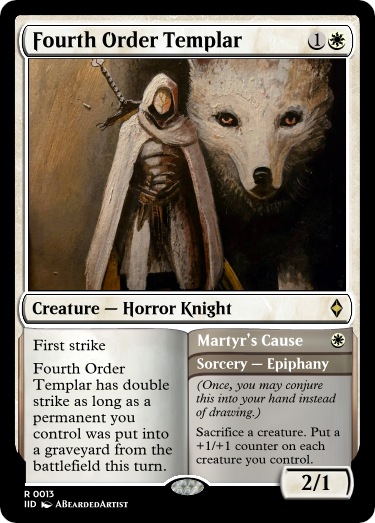 Fourth Order Templar 1
Creature — Horror Knight
First strike
Fourth Order
Templar has double
strike as long as a
permanent you
control was put into
a graveyard from the
battlefield this turn.
Martyr's Cause
Sorcery — Epiphany
(Once, you may conjure
this into your hand instead
of drawing.)
Sacrifice a creature. Put a
+1/+1 counter on each
creature you control.
2/1
R 0013
IID ABeardedArtist